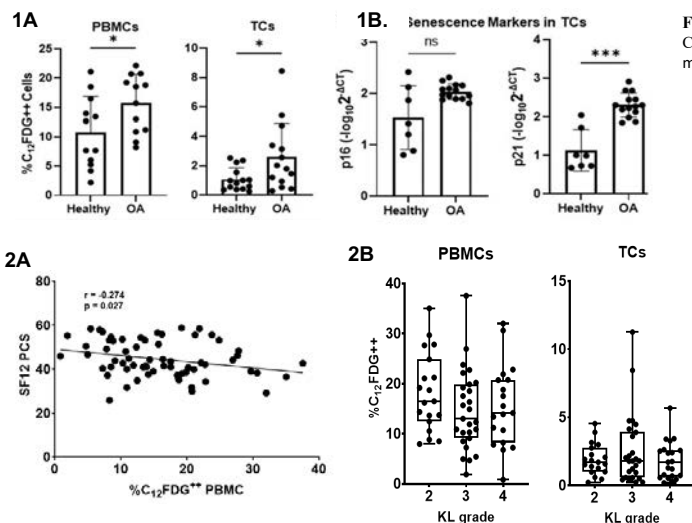 1A
PBMCs
TCs
1B.
Senescence Markers in TCs
F
C
m
*
*
ns
***
%C₁₂FDG++ Cells
25
20
15
10
5
0
Healthy
OA
10
8
6
4
2
0
Healthy
OA
p16 (-log₁₀2^-ΔCT)
3
2
1
0
Healthy
OA
p21 (-log₁₀2^-ΔCT)
4
3
2
1
0
Healthy
OA
2A
r = -0.274
p = 0.027
SF12 PCS
80
60
40
20
0
0
10
20
30
40
%C₁₂FDG⁺⁺ PBMC
2B
PBMCs
TCs
%C₁₂FDG++
40
30
20
10
0
2
3
4
KL grade
15
10
5
0
2
3
4
KL grade